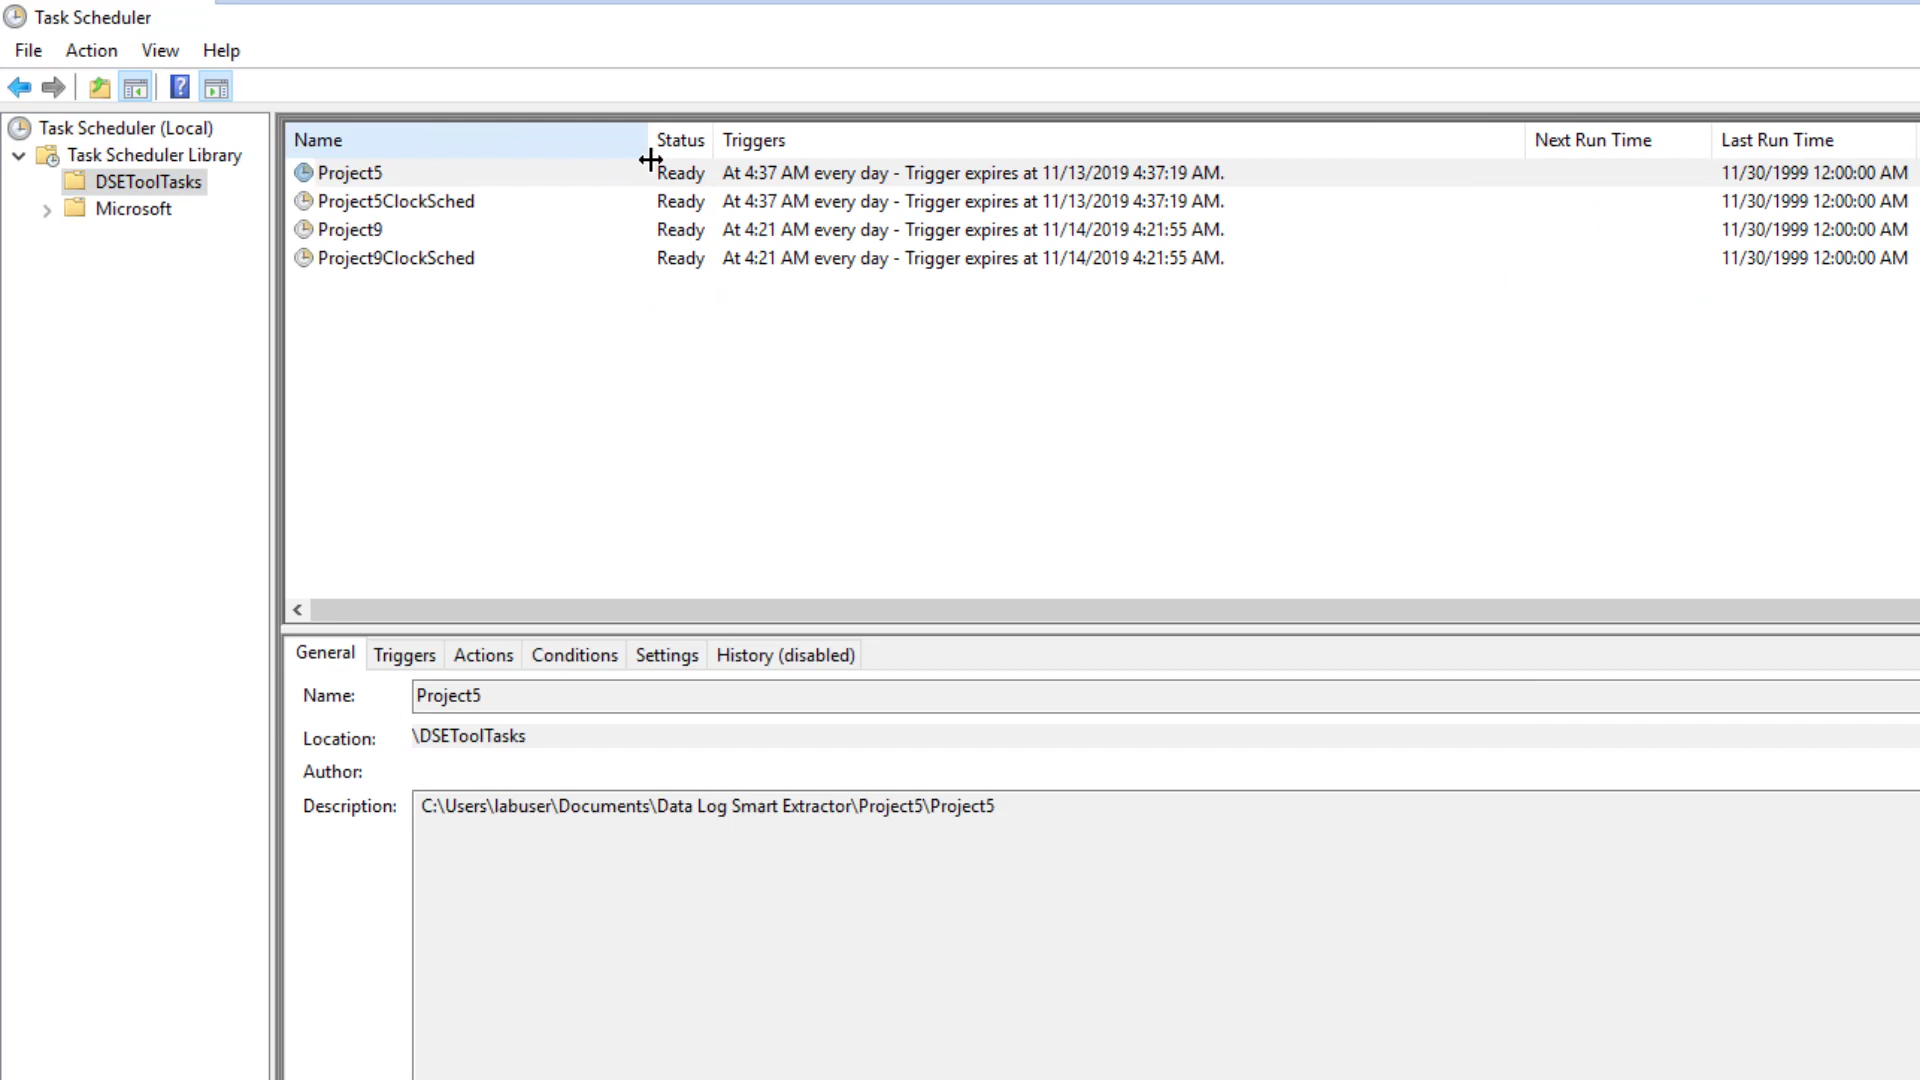 Task Scheduler
File Action View Help
Task Scheduler (Local)
Task Scheduler Library
DSEToolTasks
Microsoft
Name Status Triggers Next Run Time Last Run Time
Project5 Ready At 4:37 AM every day - Trigger expires at 11/13/2019 4:37:19 AM. 11/30/1999 12:00:00 AM
Project5ClockSched Ready At 4:37 AM every day - Trigger expires at 11/13/2019 4:37:19 AM. 11/30/1999 12:00:00 AM
Project9 Ready At 4:21 AM every day - Trigger expires at 11/14/2019 4:21:55 AM. 11/30/1999 12:00:00 AM
Project9ClockSched Ready At 4:21 AM every day - Trigger expires at 11/14/2019 4:21:55 AM. 11/30/1999 12:00:00 AM
General Triggers Actions Conditions Settings History (disabled)
Name: Project5
Location: \DSEToolTasks
Author:
Description: C:\Users\labuser\Documents\Data Log Smart Extractor\Project5\Project5